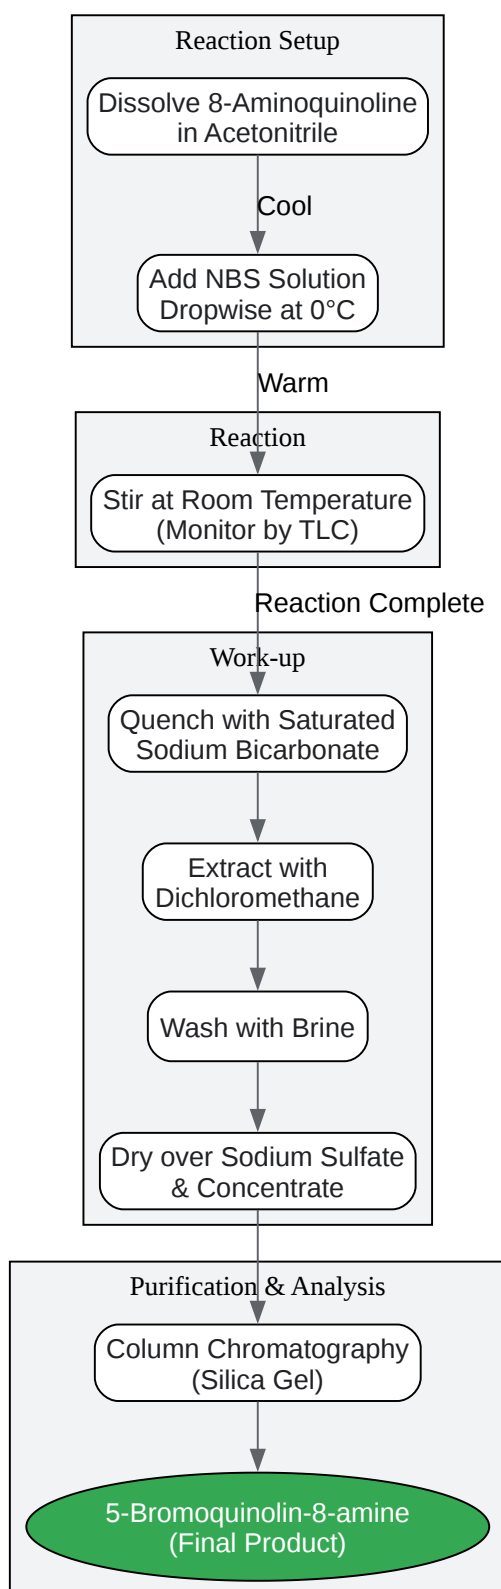 Reaction Setup
Dissolve 8-Aminoquinoline
in Acetonitrile
Cool
Add NBS Solution
Dropwise at 0°C
Warm
Reaction
Stir at Room Temperature
(Monitor by TLC)
Reaction Complete
Work-up
Quench with Saturated
Sodium Bicarbonate
Extract with
Dichloromethane
Wash with Brine
Dry over Sodium Sulfate
& Concentrate
Purification & Analysis
Column Chromatography
(Silica Gel)
5-Bromoquinolin-8-amine
(Final Product)